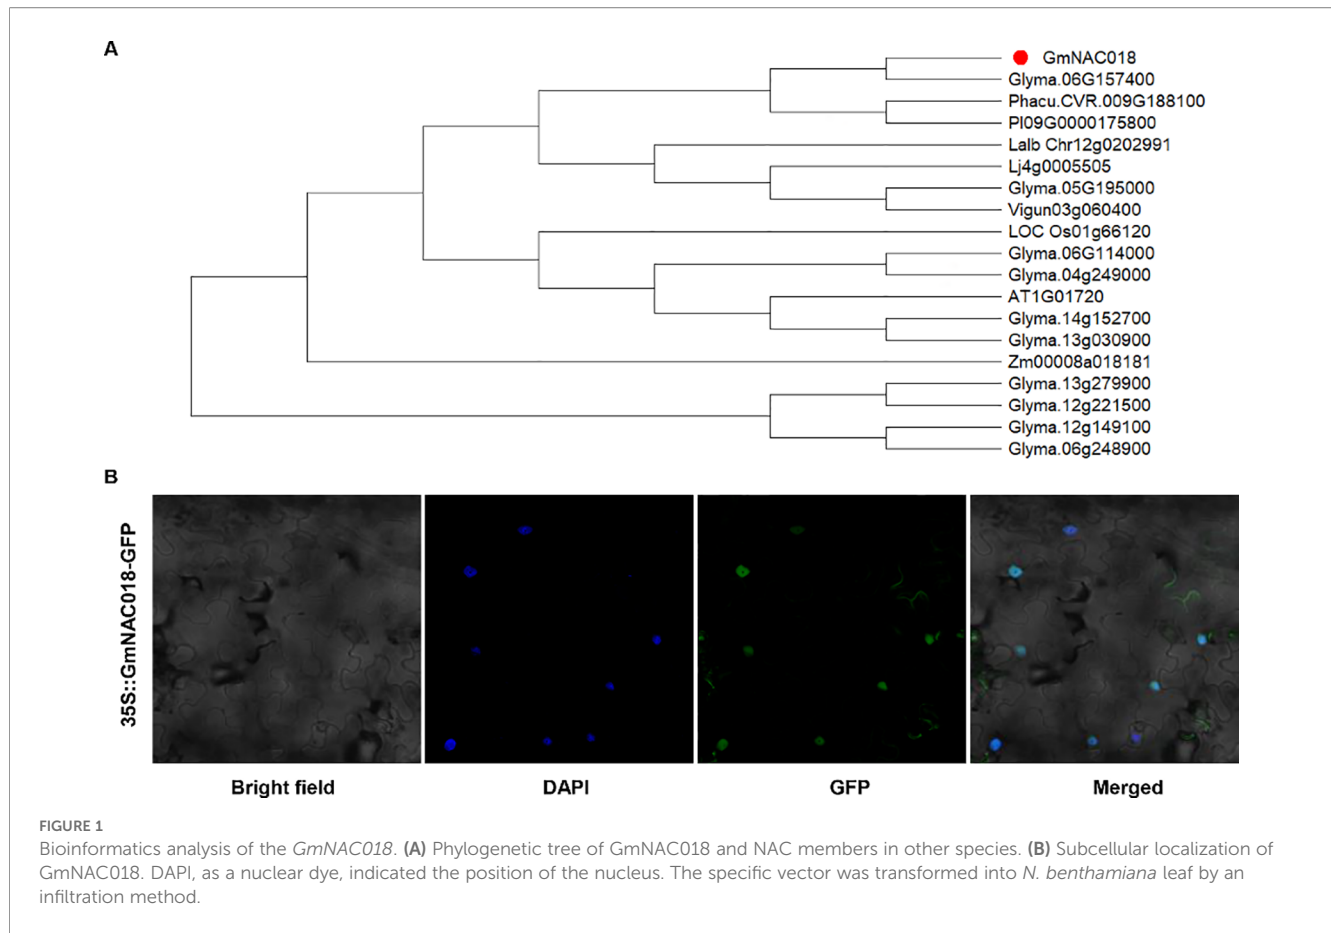 A
GmNAC018
Glyma.06G157400
Phacu.CVR.009G188100
Pl09G0000175800
Lalb Chr12g0202991
Lj4g0005505
Glyma.05G195000
Vigun03g060400
LOC Os01g66120
Glyma.06G114000
Glyma.04g249000
AT1G01720
Glyma.14g152700
Glyma.13g030900
Zm00008a018181
Glyma.13g279900
Glyma.12g221500
Glyma.12g149100
Glyma.06g248900
B
35S::GmNAC018-GFP
Bright field
DAPI
GFP
Merged
FIGURE 1
Bioinformatics analysis of the GmNAC018. (A) Phylogenetic tree of GmNAC018 and NAC members in other species. (B) Subcellular localization of
GmNAC018. DAPI, as a nuclear dye, indicated the position of the nucleus. The specific vector was transformed into N. benthamiana leaf by an
infiltration method.